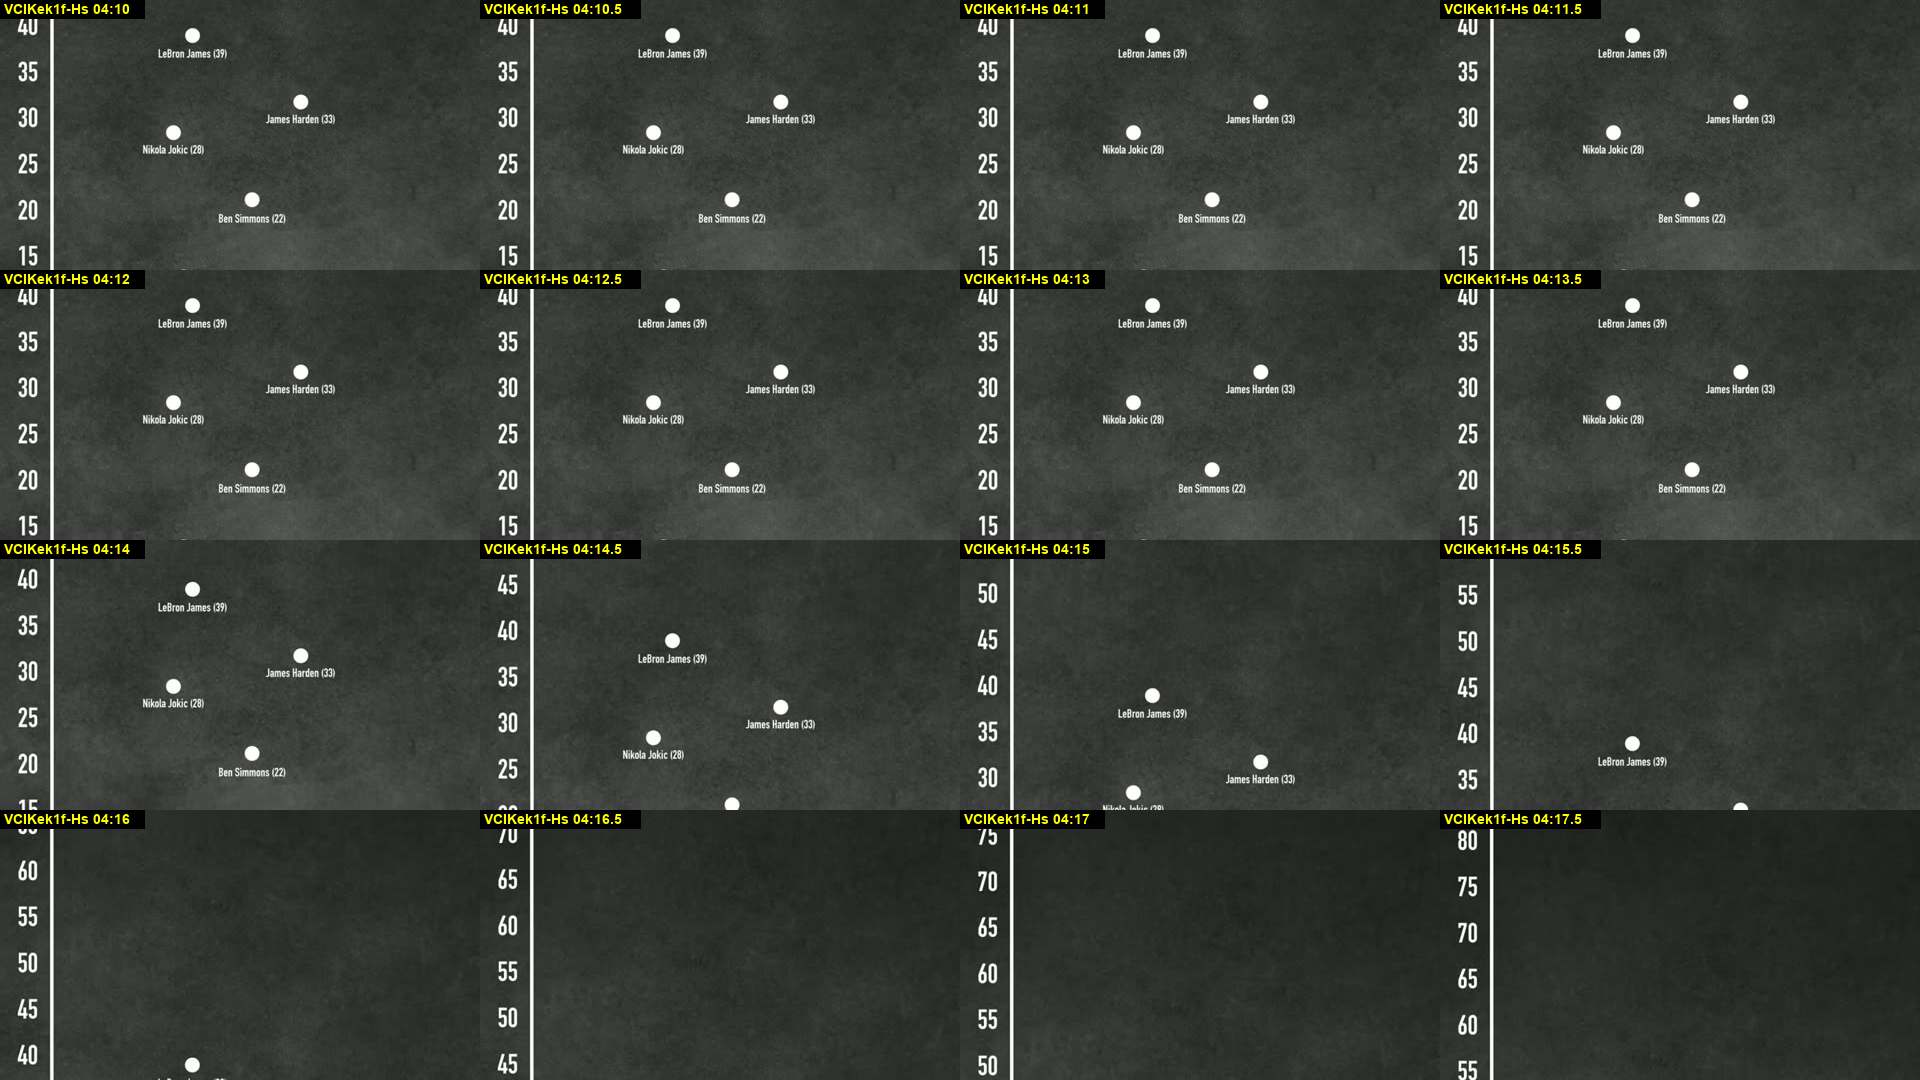 VCIKek1f-Hs 04:10
40
LeBron James (39)
35
James Harden (33)
30
Nikola Jokic (28)
25
20
Ben Simmons (22)
15
VCIKek1f-Hs 04:10.5
40
LeBron James (39)
35
James Harden (33)
30
Nikola Jokic (28)
25
20
Ben Simmons (22)
15
VCIKek1f-Hs 04:11
40
LeBron James (39)
35
James Harden (33)
30
Nikola Jokic (28)
25
20
Ben Simmons (22)
15
VCIKek1f-Hs 04:11.5
40
LeBron James (39)
35
James Harden (33)
30
Nikola Jokic (28)
25
20
Ben Simmons (22)
15
VCIKek1f-Hs 04:12
40
LeBron James (39)
35
James Harden (33)
30
Nikola Jokic (28)
25
20
Ben Simmons (22)
15
VCIKek1f-Hs 04:12.5
40
LeBron James (39)
35
James Harden (33)
30
Nikola Jokic (28)
25
20
Ben Simmons (22)
15
VCIKek1f-Hs 04:13
40
LeBron James (39)
35
James Harden (33)
30
Nikola Jokic (28)
25
20
Ben Simmons (22)
15
VCIKek1f-Hs 04:13.5
40
LeBron James (39)
35
James Harden (33)
30
Nikola Jokic (28)
25
20
Ben Simmons (22)
15
VCIKek1f-Hs 04:14
40
LeBron James (39)
35
James Harden (33)
30
Nikola Jokic (28)
25
20
Ben Simmons (22)
15
VCIKek1f-Hs 04:14.5
45
40
LeBron James (39)
35
James Harden (33)
30
Nikola Jokic (28)
25
VCIKek1f-Hs 04:15
50
45
40
LeBron James (39)
35
James Harden (33)
30
Nikola Jokic (28)
VCIKek1f-Hs 04:15.5
55
50
45
40
LeBron James (39)
35
VCIKek1f-Hs 04:16
60
55
50
45
40
VCIKek1f-Hs 04:16.5
70
65
60
55
50
45
VCIKek1f-Hs 04:17
75
70
65
60
55
50
VCIKek1f-Hs 04:17.5
80
75
70
65
60
55